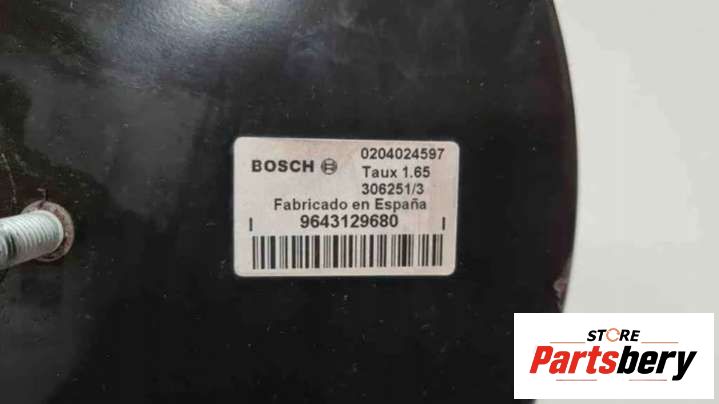 BOSCH
0204024597
Taux 1.65
306251/3
Fabricado en España
9643129680
STORE
Partsbery